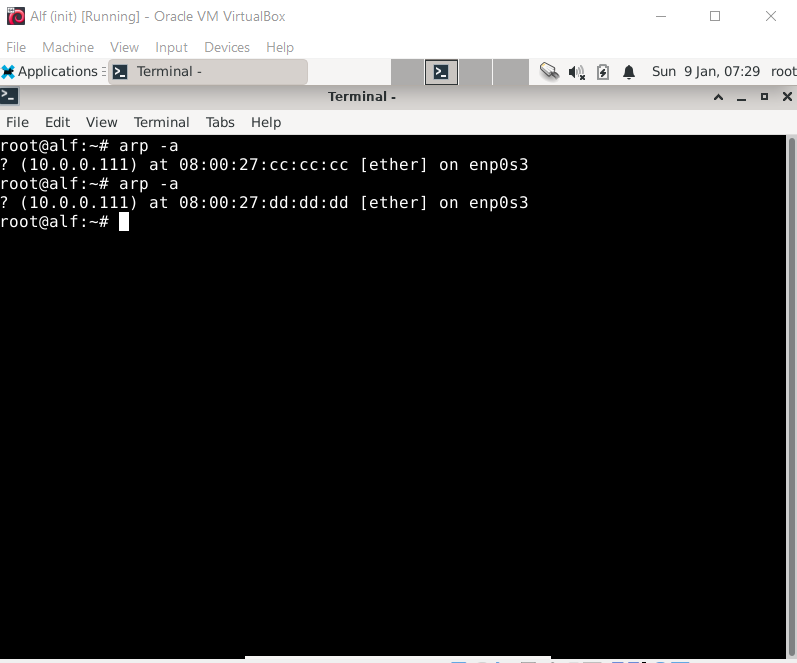 Alf (init) [Running] - Oracle VM VirtualBox
File Machine View Input Devices Help
Applications Terminal - Sun 9 Jan, 07:29 root
Terminal -
File Edit View Terminal Tabs Help
root@alf:~# arp -a
? (10.0.0.111) at 08:00:27:cc:cc:cc [ether] on enp0s3
root@alf:~# arp -a
? (10.0.0.111) at 08:00:27:dd:dd:dd [ether] on enp0s3
root@alf:~#